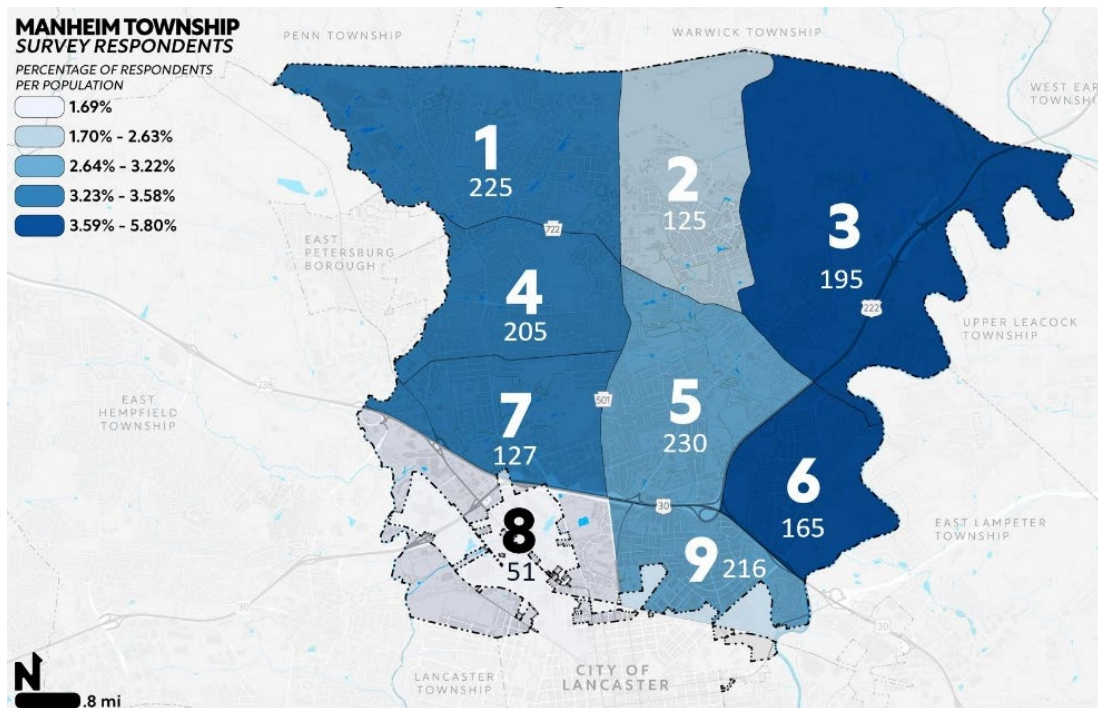 MANHEIM TOWNSHIP
SURVEY RESPONDENTS
PERCENTAGE OF RESPONDENTS
PER POPULATION
1.69%
1.70% - 2.63%
2.64% - 3.22%
3.23% - 3.58%
3.59% - 5.80%
PENN TOWNSHIP
WARWICK TOWNSHIP
WEST EAR
TOWNSH
1
225
2
125
3
195
722
EAST
PETERSBURG
BOROUGH
4
205
222
UPPER LEACOCK
TOWNSHIP
EAST
HEMPFIELD
TOWNSHIP
501
7
127
5
230
6
165
30
8
51
9 216
EAST LAMPETER
TOWNSHIP
30
30
CITY OF
LANCASTER
LANCASTER
TOWNSHIP
N
.8 mi